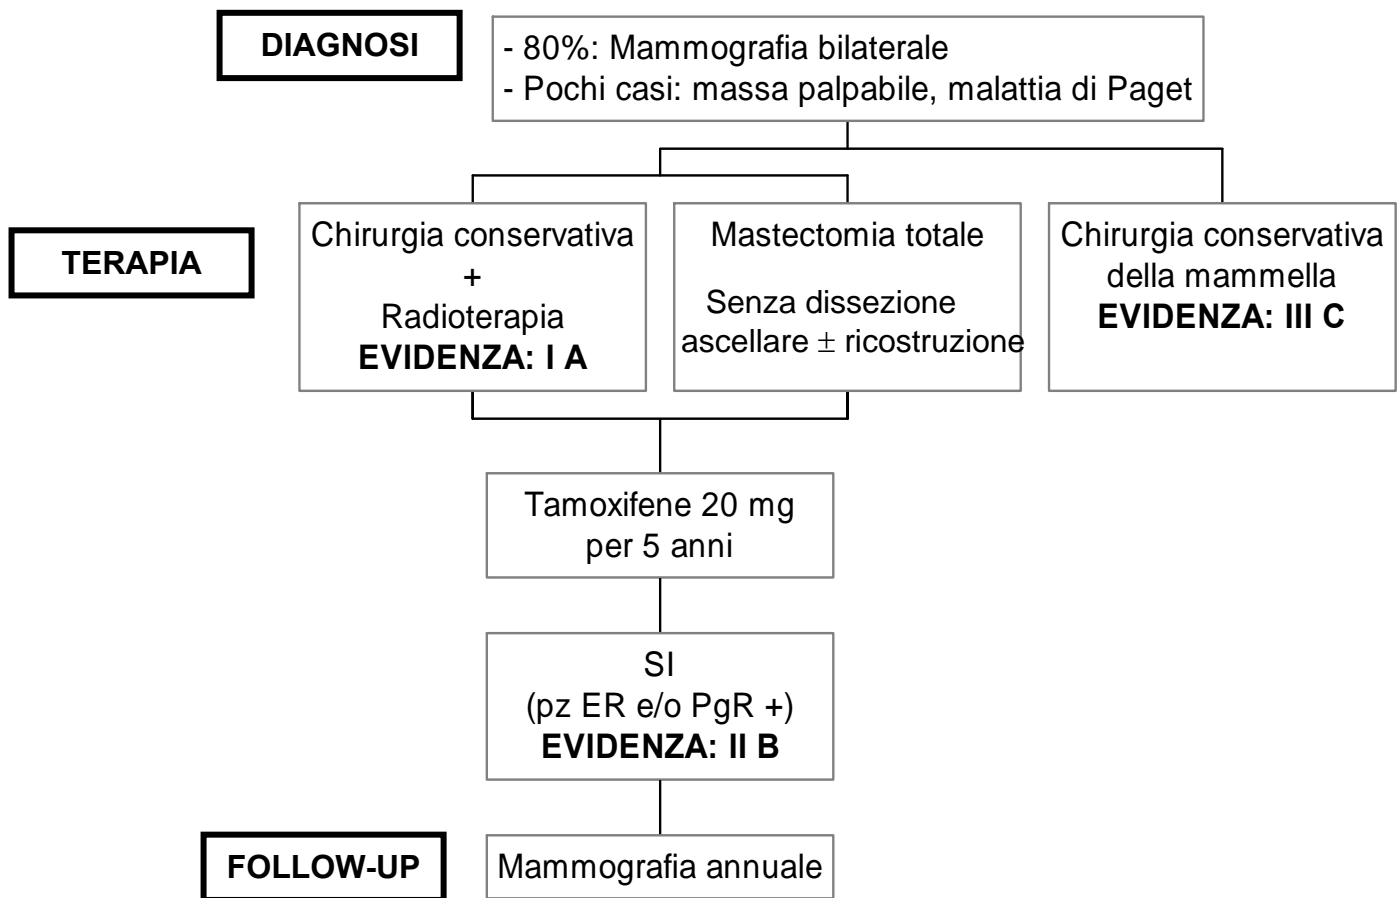 DIAGNOSI
- 80%: Mammografia bilaterale
- Pochi casi: massa palpabile, malattia di Paget
TERAPIA
Chirurgia conservativa
+
Radioterapia
EVIDENZA: I A
Mastectomia totale
Senza dissezione
ascellare ± ricostruzione
Chirurgia conservativa
della mammella
EVIDENZA: III C
Tamoxifene 20 mg
per 5 anni
SI
(pz ER e/o PgR +)
EVIDENZA: II B
FOLLOW-UP
Mammografia annuale